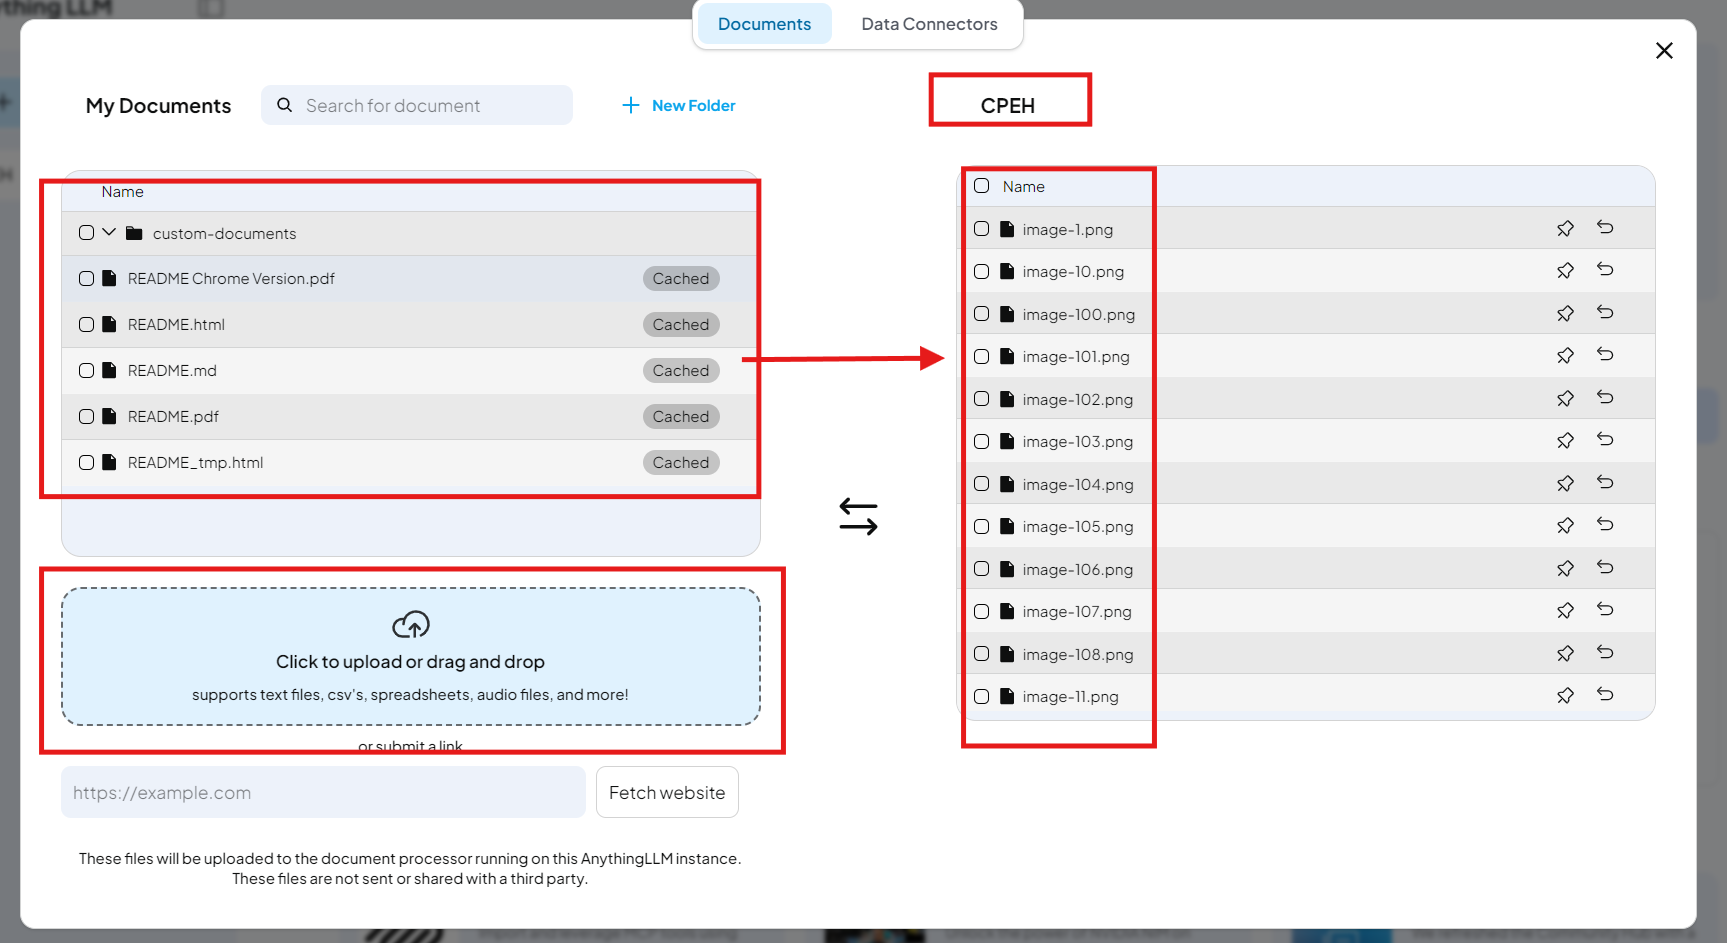 Documents
Data Connectors
My Documents
Search for document
New Folder
CPEH
Name
custom-documents
README Chrome Version.pdf
Cached
README.html
Cached
README.md
Cached
README.pdf
Cached
README_tmp.html
Cached
Click to upload or drag and drop
supports text files, csv's, spreadsheets, audio files, and more!
or submit a link
https://example.com
Fetch website
These files will be uploaded to the document processor running on this AnythingLLM instance.
These files are not sent or shared with a third party.
Name
image-1.png
image-10.png
image-100.png
image-101.png
image-102.png
image-103.png
image-104.png
image-105.png
image-106.png
image-107.png
image-108.png
image-11.png